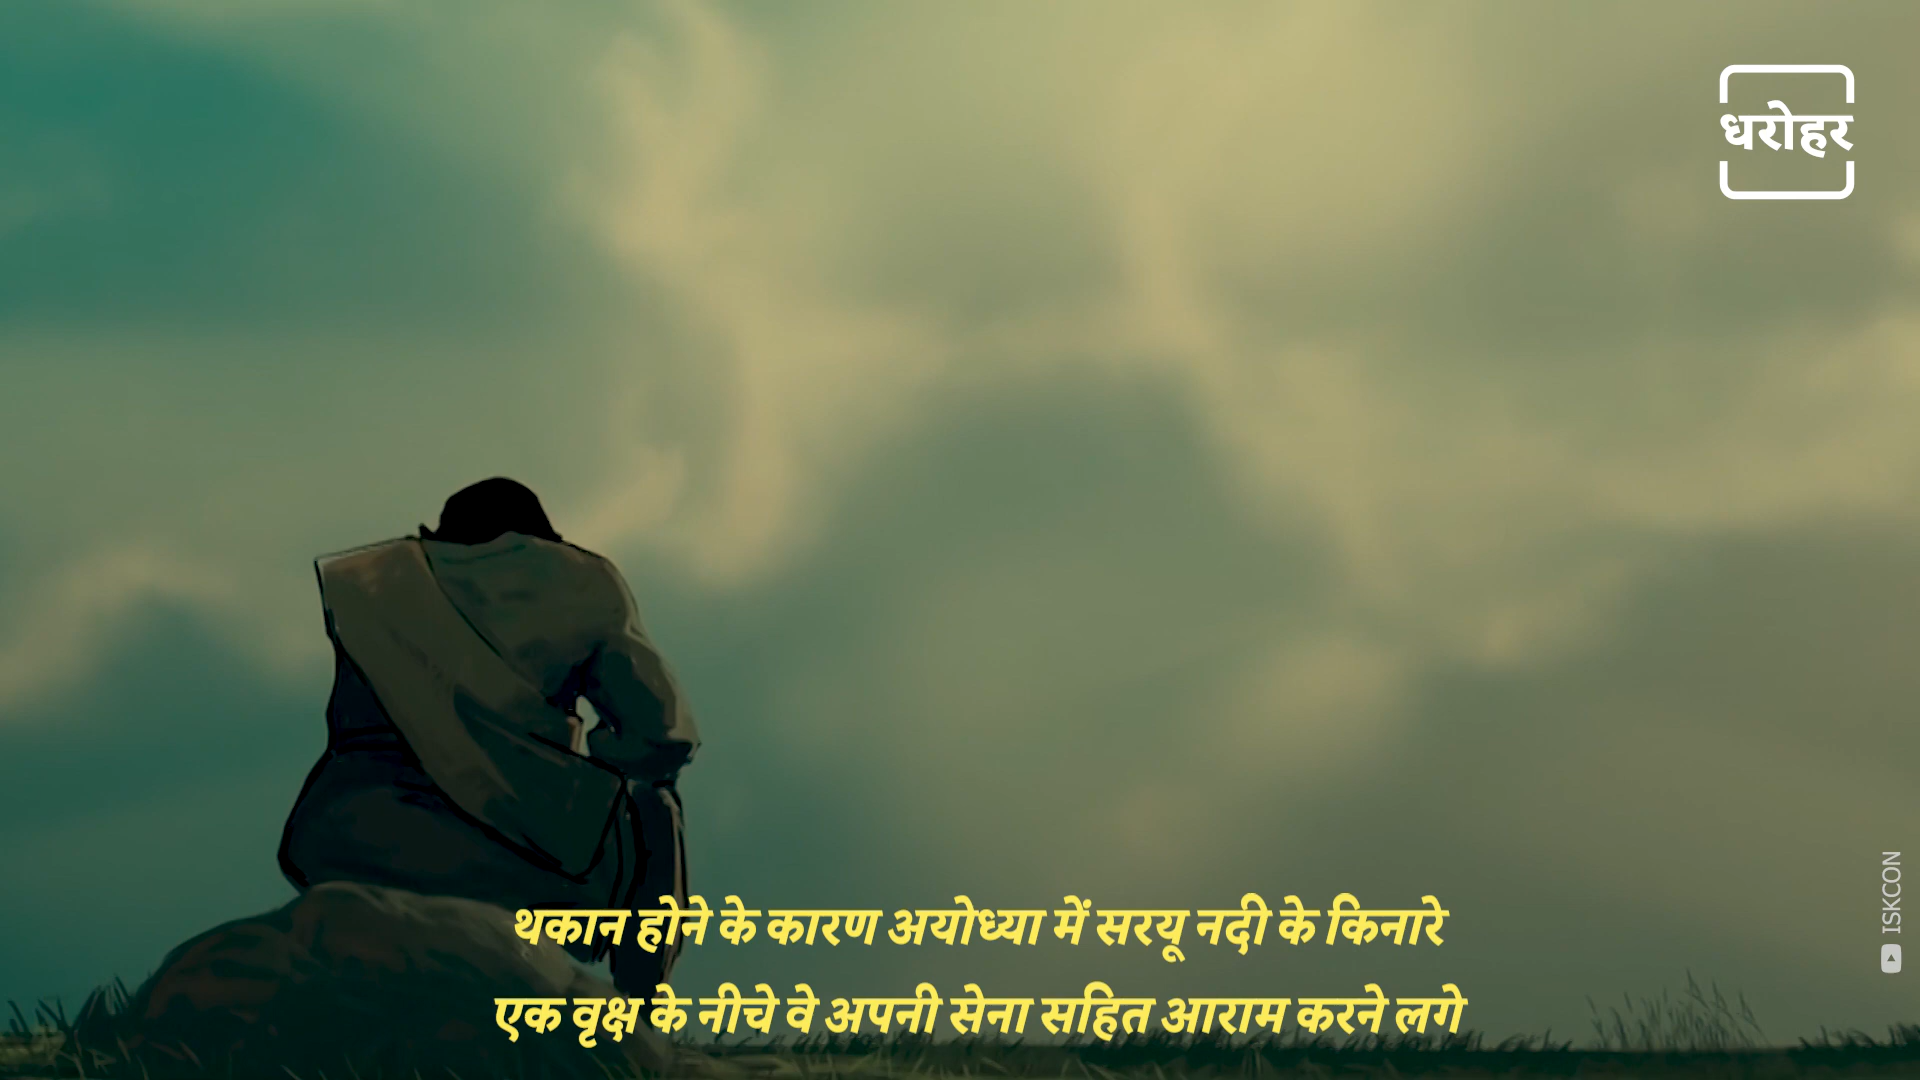 धरोहर
ISKCON
थकान होने के कारण अयोध्या में सरयू नदी के किनारे
एक वृक्ष के नीचे वे अपनी सेना सहित आराम करने लगे